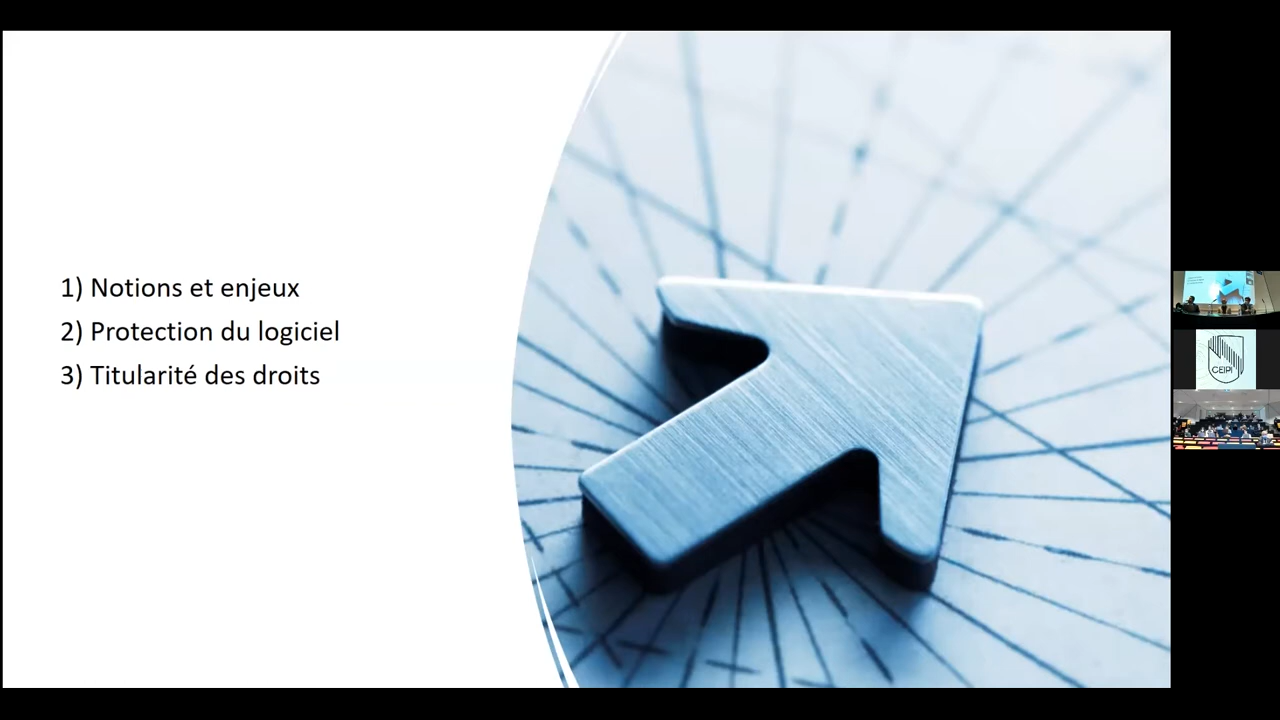 1) Notions et enjeux
2) Protection du logiciel
3) Titularité des droits
CEIPI